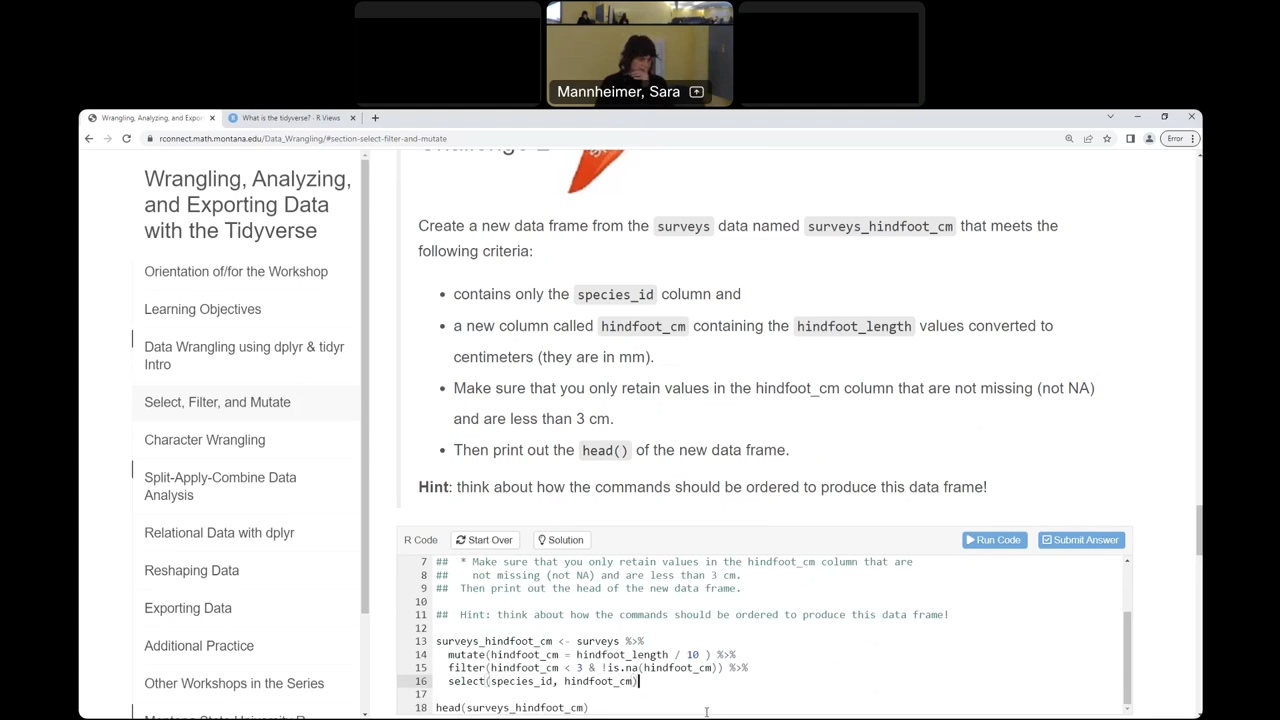 Mannheimer, Sara
Wrangling, Analyzing, and Expor
What is the tidyverse? · R Views
rconnect.math.montana.edu/Data_Wrangling/#section-select-filter-and-mutate
Error
Wrangling, Analyzing,
and Exporting Data
with the Tidyverse
Orientation of/for the Workshop
Learning Objectives
Data Wrangling using dplyr & tidyr
Intro
Select, Filter, and Mutate
Character Wrangling
Split-Apply-Combine Data
Analysis
Relational Data with dplyr
Reshaping Data
Exporting Data
Additional Practice
Other Workshops in the Series
Create a new data frame from the surveys data named surveys_hindfoot_cm that meets the
following criteria:
• contains only the species_id column and
• a new column called hindfoot_cm containing the hindfoot_length values converted to
centimeters (they are in mm).
• Make sure that you only retain values in the hindfoot_cm column that are not missing (not NA)
and are less than 3 cm.
• Then print out the head() of the new data frame.
Hint: think about how the commands should be ordered to produce this data frame!
R Code Start Over Solution Run Code Submit Answer
7 ## * Make sure that you only retain values in the hindfoot_cm column that are
8 ## not missing (not NA) and are less than 3 cm.
9 ## Then print out the head of the new data frame.
10
11 ## Hint: think about how the commands should be ordered to produce this data frame!
12
13 surveys_hindfoot_cm <- surveys %>%
14 mutate(hindfoot_cm = hindfoot_length / 10 ) %>%
15 filter(hindfoot_cm < 3 & !is.na(hindfoot_cm)) %>%
16 select(species_id, hindfoot_cm)
17
18 head(surveys_hindfoot_cm)